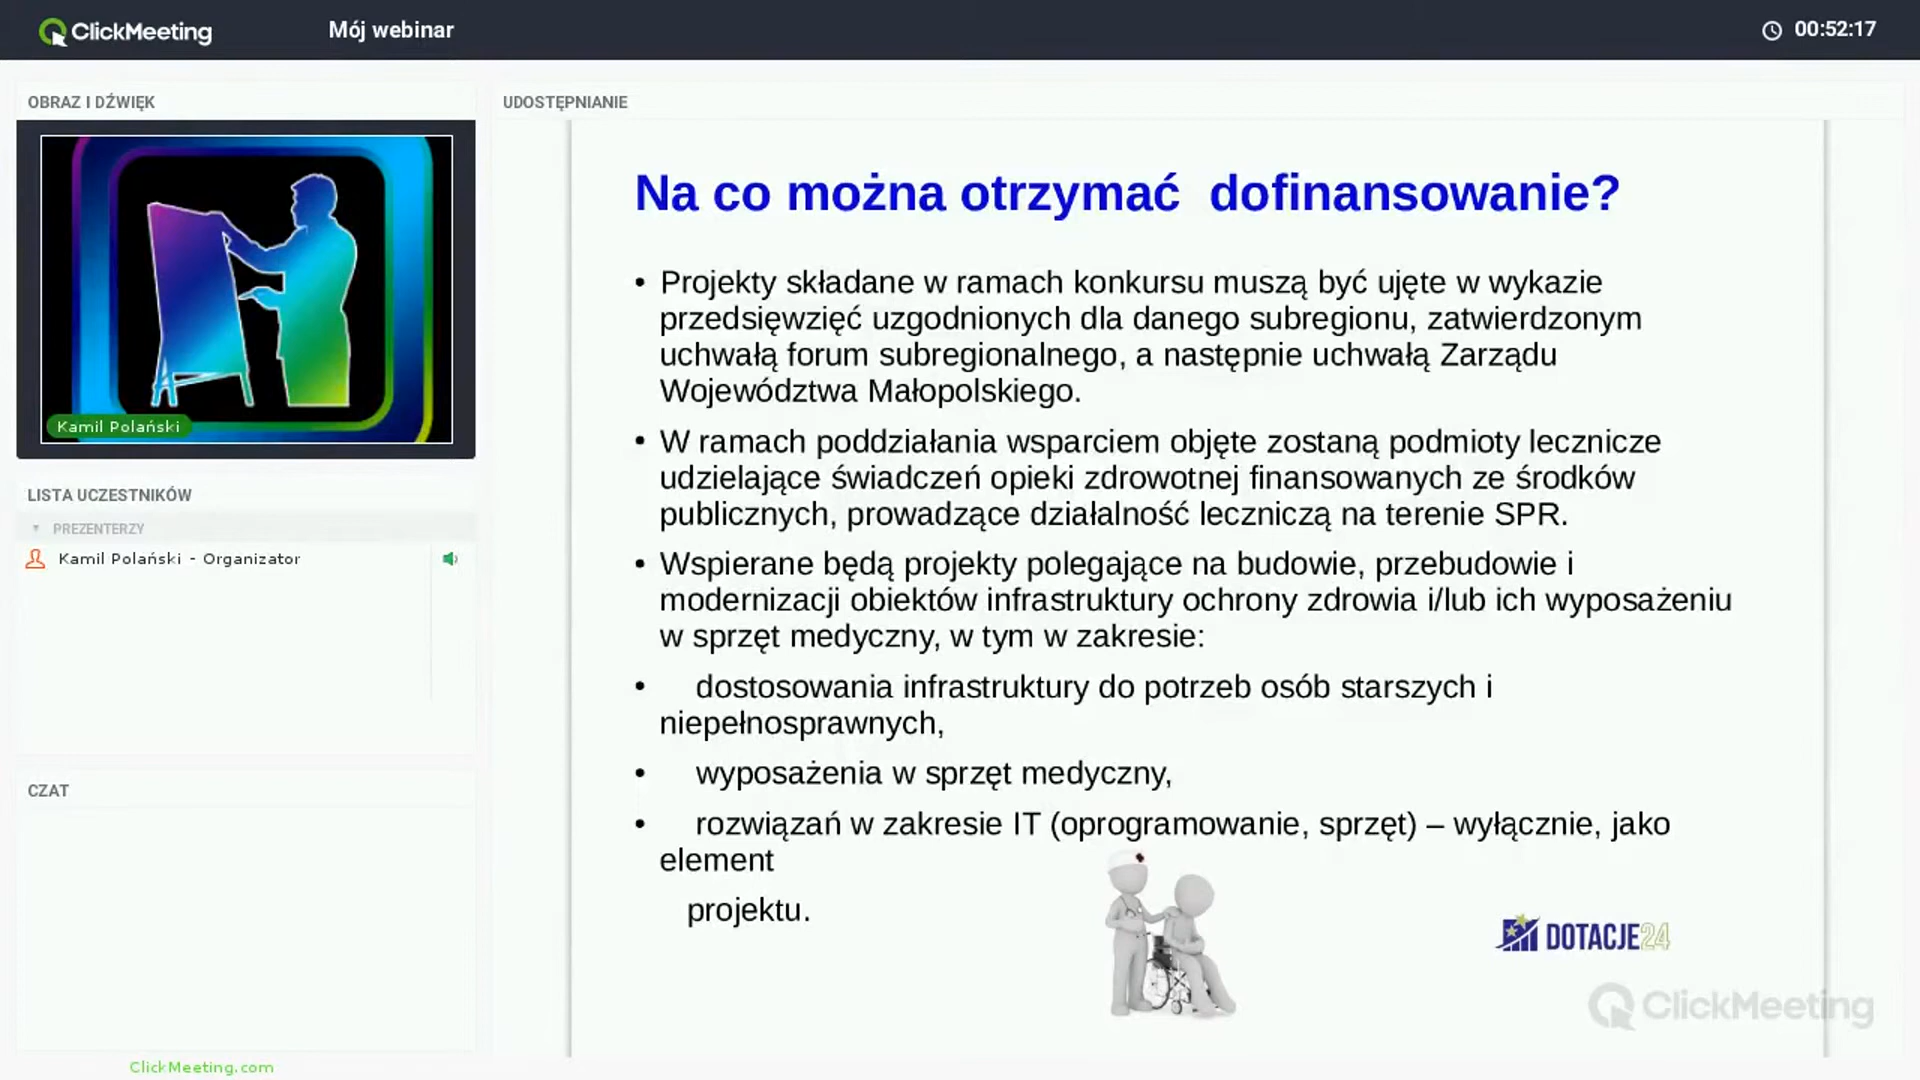 ClickMeeting
Mój webinar
00:52:17
OBRAZ I DŹWIĘK
Kamil Polański
LISTA UCZESTNIKÓW
PREZENTERZY
Kamil Polański - Organizator
CZAT
ClickMeeting.com
UDOSTĘPNIANIE
Na co można otrzymać dofinansowanie?
• Projekty składane w ramach konkursu muszą być ujęte w wykazie
przedsięwzięć uzgodnionych dla danego subregionu, zatwierdzonym
uchwałą forum subregionalnego, a następnie uchwałą Zarządu
Województwa Małopolskiego.
• W ramach poddziałania wsparciem objęte zostaną podmioty lecznicze
udzielające świadczeń opieki zdrowotnej finansowanych ze środków
publicznych, prowadzące działalność leczniczą na terenie SPR.
• Wspierane będą projekty polegające na budowie, przebudowie i
modernizacji obiektów infrastruktury ochrony zdrowia i/lub ich wyposażeniu
w sprzęt medyczny, w tym w zakresie:
• dostosowania infrastruktury do potrzeb osób starszych i
niepełnosprawnych,
• wyposażenia w sprzęt medyczny,
• rozwiązań w zakresie IT (oprogramowanie, sprzęt) – wyłącznie, jako
element
projektu.
DOTACJE24
ClickMeeting